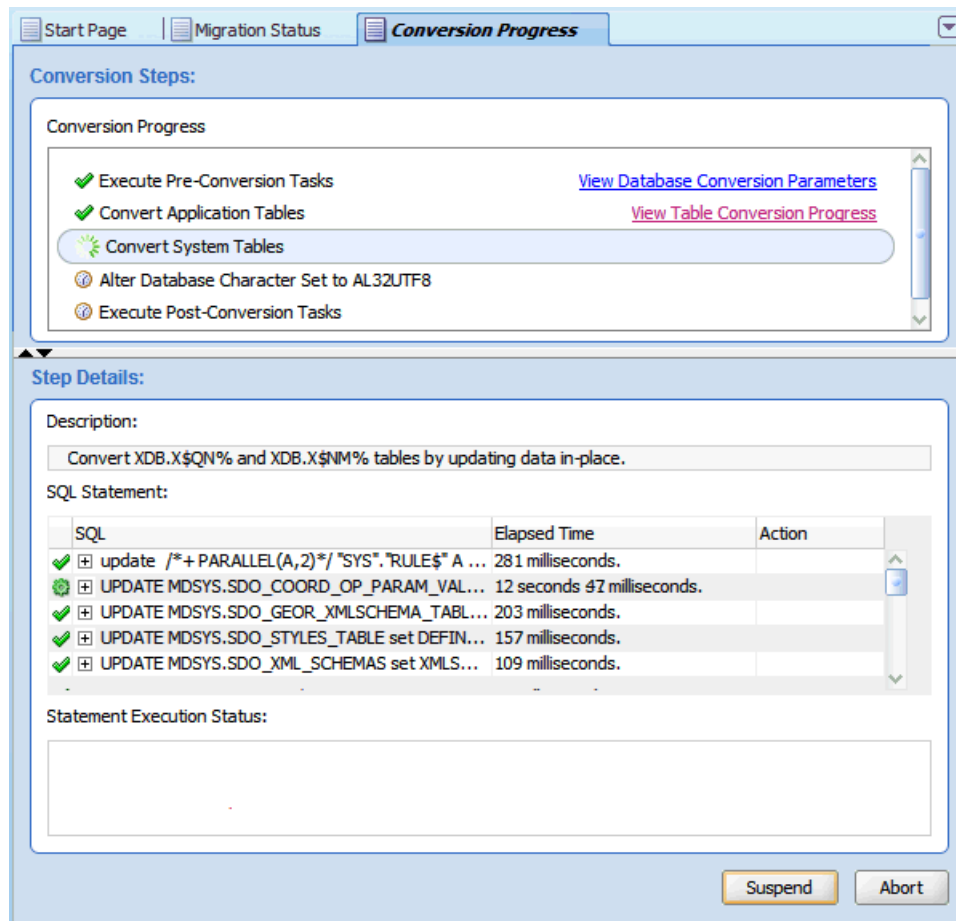 Start Page Migration Status Conversion Progress
Conversion Steps:
Conversion Progress
Execute Pre-Conversion Tasks View Database Conversion Parameters
Convert Application Tables View Table Conversion Progress
Convert System Tables
Alter Database Character Set to AL32UTF8
Execute Post-Conversion Tasks
Step Details:
Description:
Convert XDB.X$QN% and XDB.X$NM% tables by updating data in-place.
SQL Statement:
SQL Elapsed Time Action
update /*+ PARALLEL(A,2)*/ "SYS"."RULE$" A ... 281 milliseconds.
UPDATE MDSYS.SDO_COORD_OP_PARAM_VAL... 12 seconds 47 milliseconds.
UPDATE MDSYS.SDO_GEOR_XMLSCHEMA_TABL... 203 milliseconds.
UPDATE MDSYS.SDO_STYLES_TABLE set DEFIN... 157 milliseconds.
UPDATE MDSYS.SDO_XML_SCHEMAS set XMLS... 109 milliseconds.
Statement Execution Status:
Suspend Abort